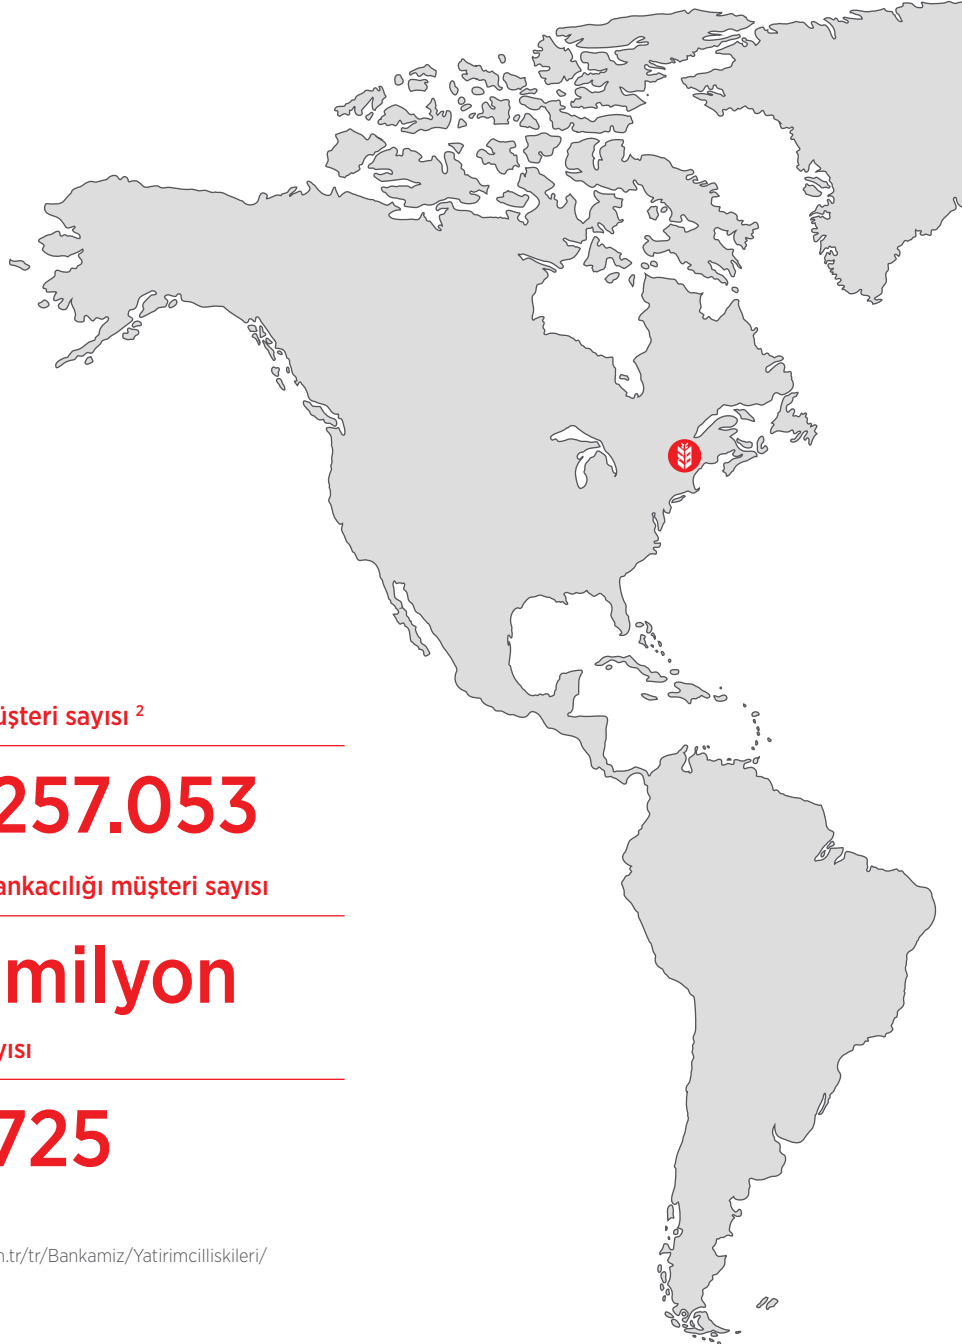 üşteri sayısı 2
257.053
ankacılığı müşteri sayısı
milyon
yısı
725
n.tr/tr/Bankamiz/Yatirimcilliskileri/